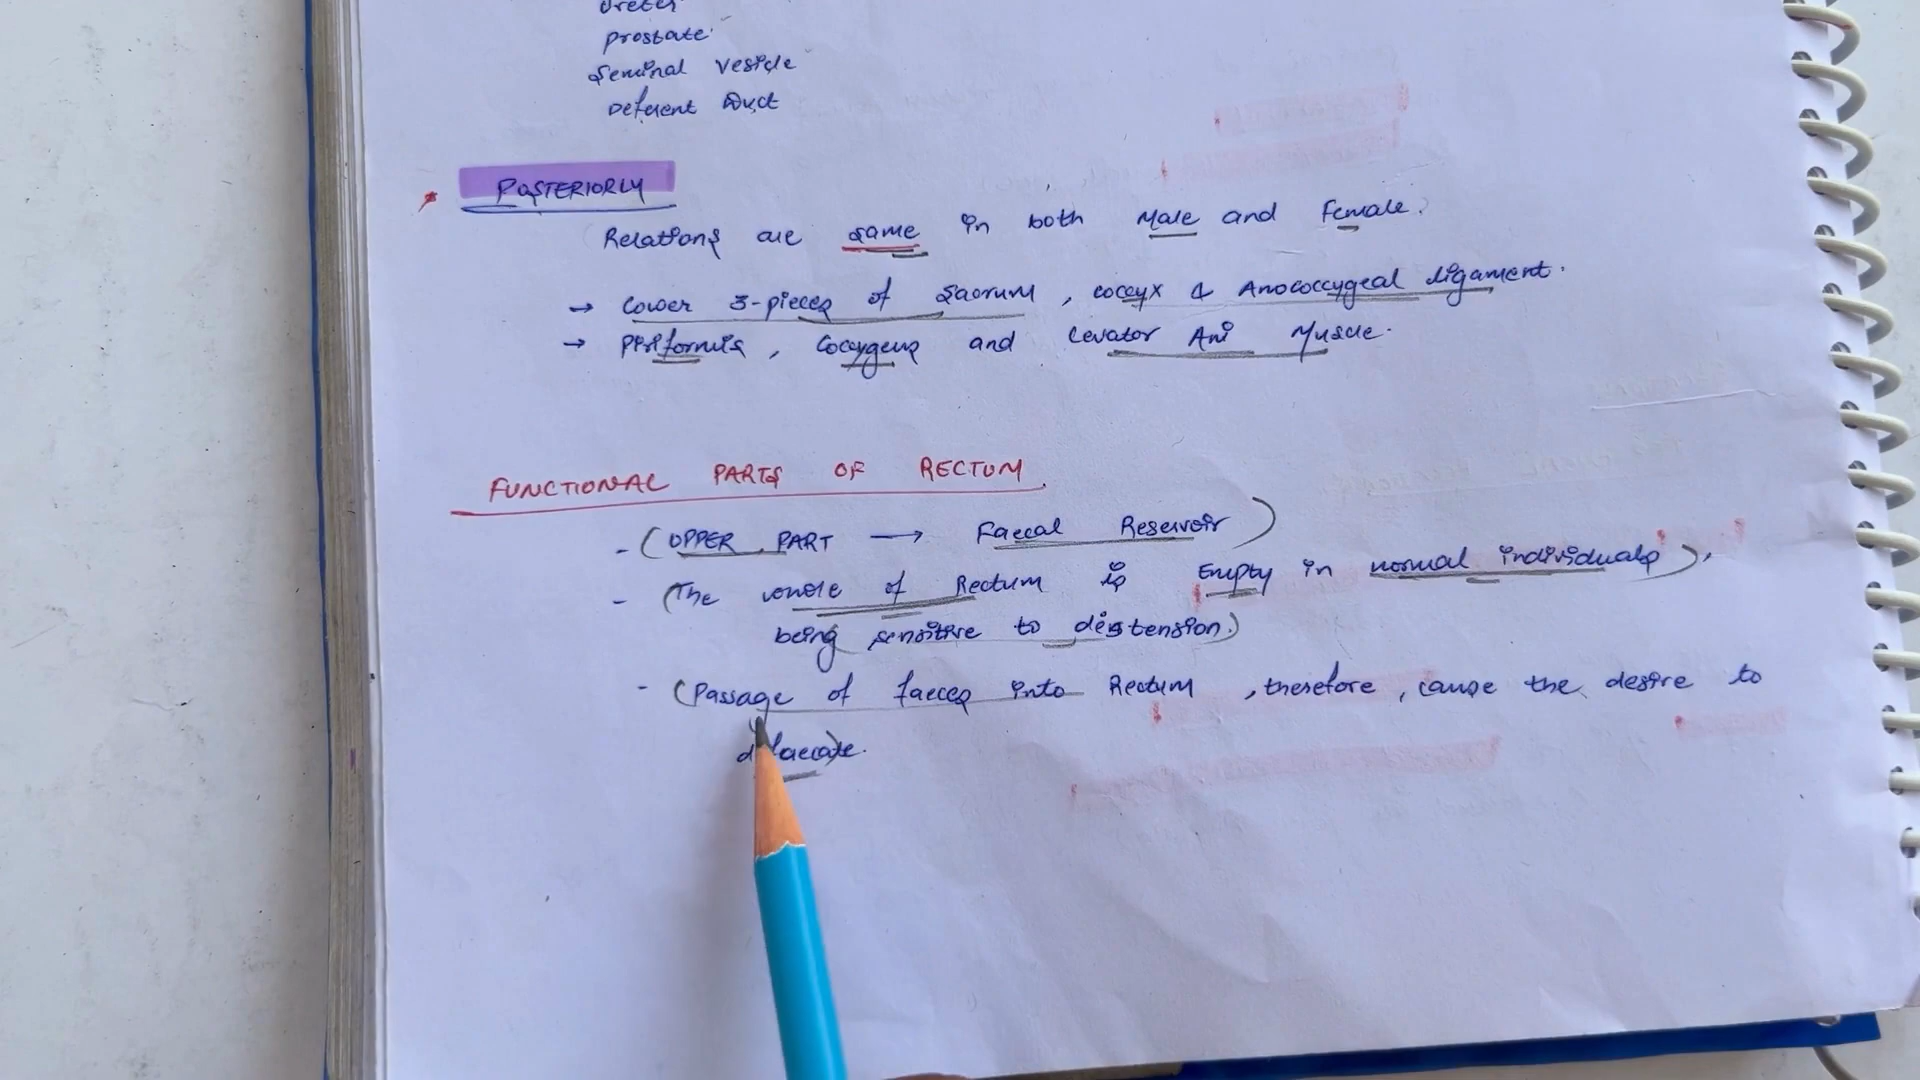 Ureter
prostate
Seminal vesicle
Deferent Duct
POSTERIORLY
Relations are same in both Male and Female.
→ Lower 3-pieces of Sacrum, coccyx & Anococcygeal ligament.
→ Piriformis, Coccygeus and Levator Ani Muscle.
FUNCTIONAL PARTS OF RECTUM.
- (UPPER PART → Faecal Reservoir)
- (The whole of Rectum is Empty in normal individuals),
being sensitive to distension.)
- (Passage of faeces into Rectum, therefore, cause the desire to
defaecate.